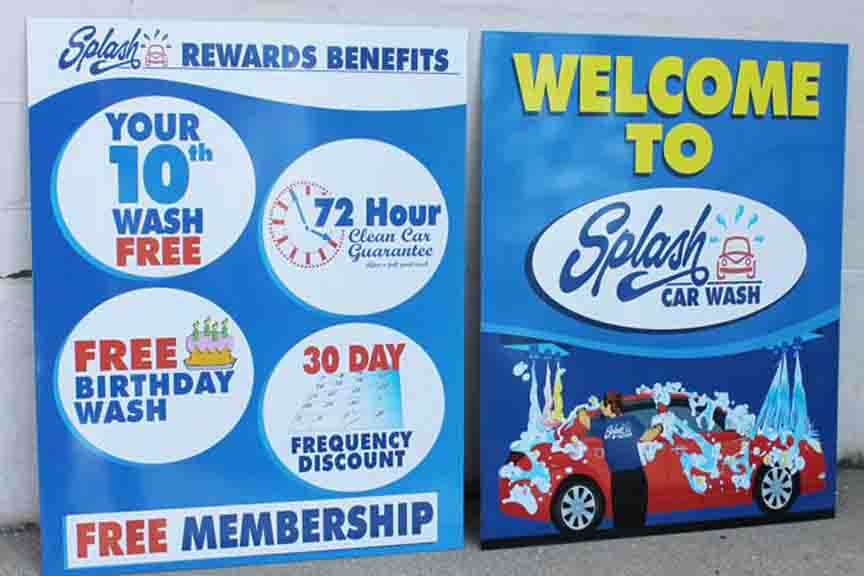 Splash REWARDS BENEFITS
YOUR
10th
WASH
FREE
72 Hour
Clean Car
Guarantee
FREE
BIRTHDAY
WASH
30 DAY
FREQUENCY
DISCOUNT
FREE MEMBERSHIP
WELCOME
TO
Splash
CAR WASH
Splash